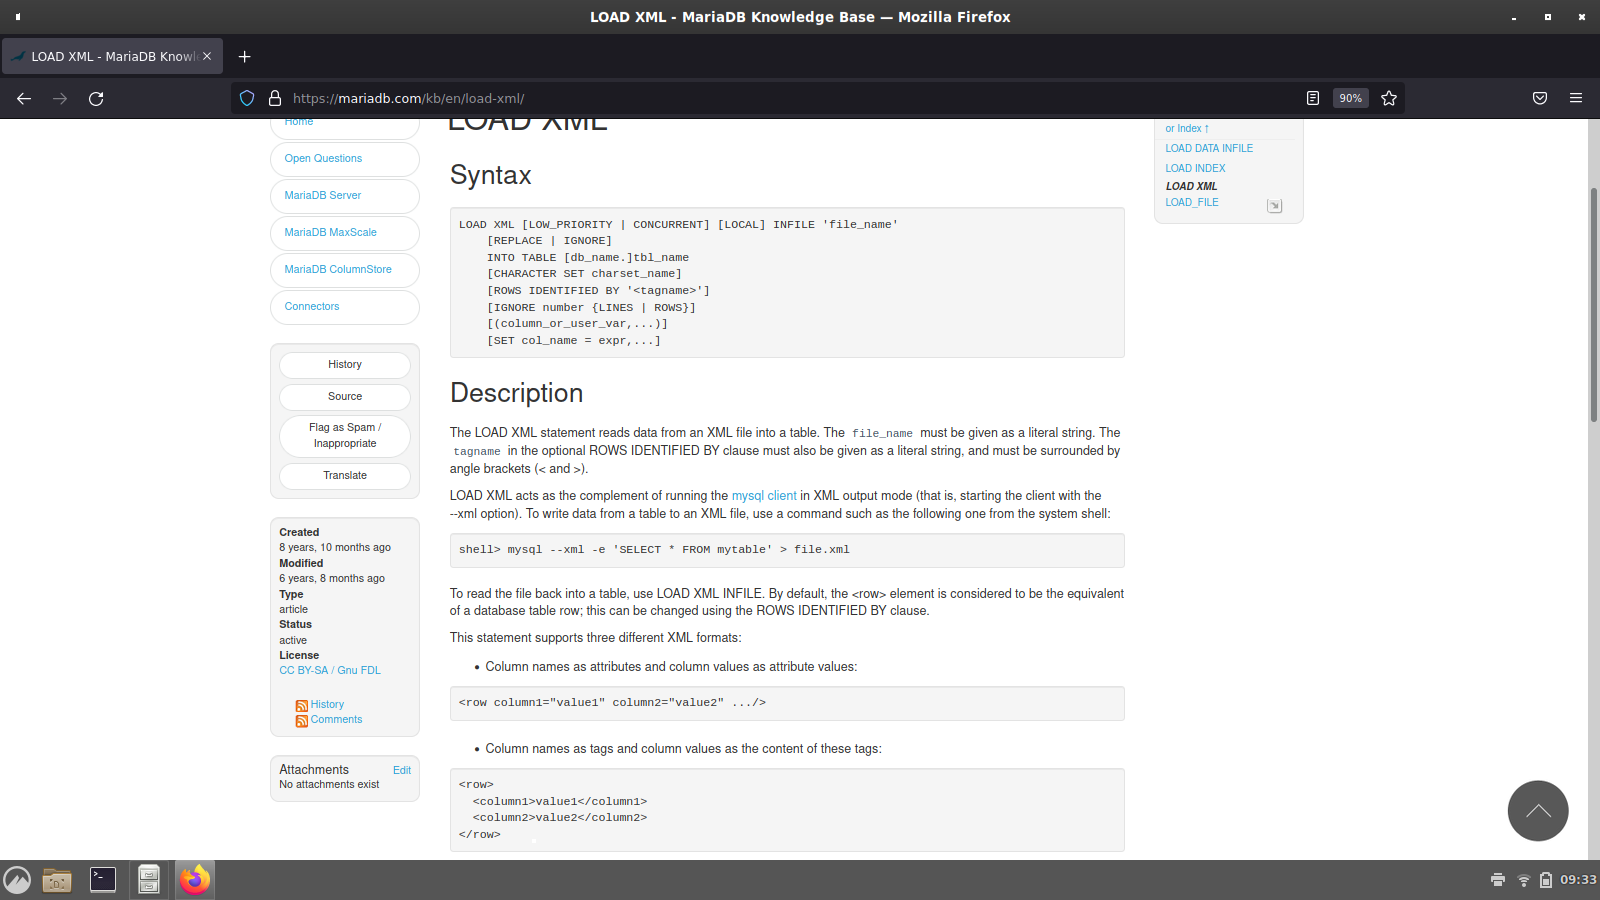 LOAD XML - MariaDB Knowledge Base — Mozilla Firefox
LOAD XML - MariaDB Knowle
https://mariadb.com/kb/en/load-xml/
90%
Home
Open Questions
MariaDB Server
MariaDB MaxScale
MariaDB ColumnStore
Connectors
History
Source
Flag as Spam /
Inappropriate
Translate
Created
8 years, 10 months ago
Modified
6 years, 8 months ago
Type
article
Status
active
License
CC BY-SA / Gnu FDL
History
Comments
Attachments Edit
No attachments exist
LOAD XML
Syntax
LOAD XML [LOW_PRIORITY | CONCURRENT] [LOCAL] INFILE 'file_name'
[REPLACE | IGNORE]
INTO TABLE [db_name.]tbl_name
[CHARACTER SET charset_name]
[ROWS IDENTIFIED BY '<tagname>']
[IGNORE number {LINES | ROWS}]
[(column_or_user_var,...)]
[SET col_name = expr,...]
Description
The LOAD XML statement reads data from an XML file into a table. The file_name must be given as a literal string. The
tagname in the optional ROWS IDENTIFIED BY clause must also be given as a literal string, and must be surrounded by
angle brackets (< and >).
LOAD XML acts as the complement of running the mysql client in XML output mode (that is, starting the client with the
--xml option). To write data from a table to an XML file, use a command such as the following one from the system shell:
shell> mysql --xml -e 'SELECT * FROM mytable' > file.xml
To read the file back into a table, use LOAD XML INFILE. By default, the <row> element is considered to be the equivalent
of a database table row; this can be changed using the ROWS IDENTIFIED BY clause.
This statement supports three different XML formats:
• Column names as attributes and column values as attribute values:
<row column1="value1" column2="value2" .../>
• Column names as tags and column values as the content of these tags:
<row>
<column1>value1</column1>
<column2>value2</column2>
</row>
or Index ↑
LOAD DATA INFILE
LOAD INDEX
LOAD XML
LOAD_FILE
09:33